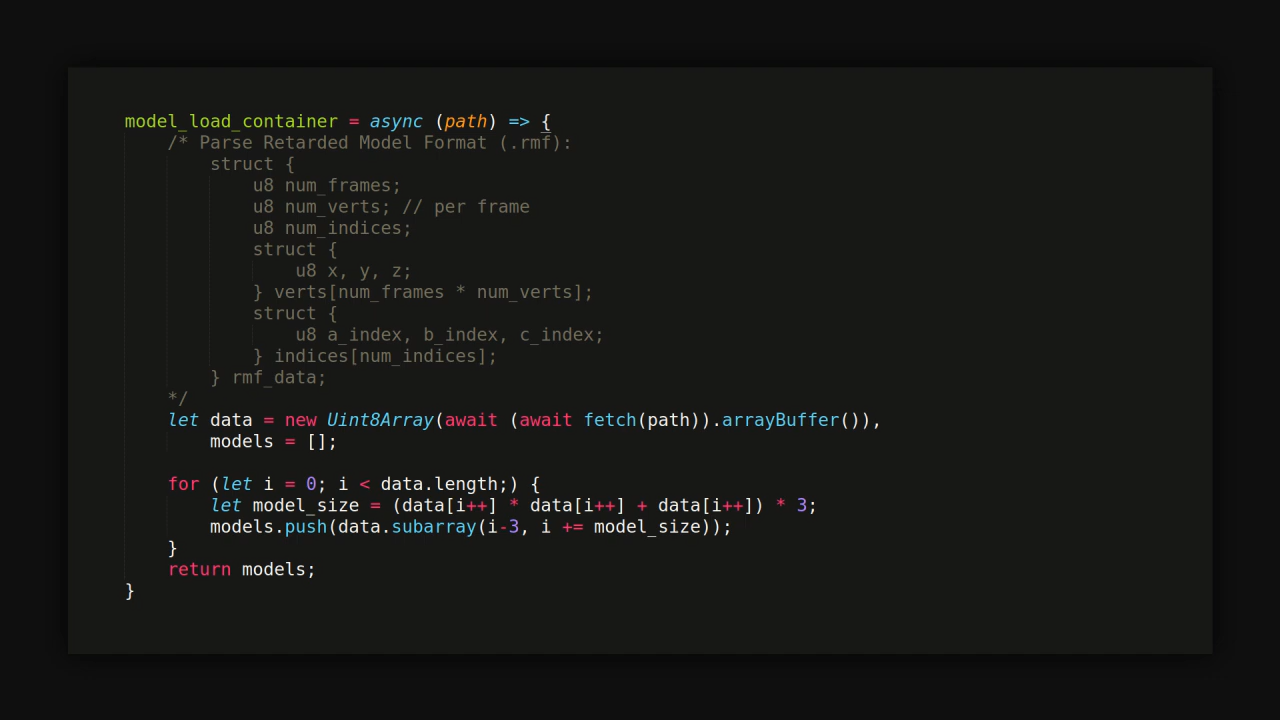 model_load_container = async (path) => {
    /* Parse Retarded Model Format (.rmf):
        struct {
            u8 num_frames;
            u8 num_verts; // per frame
            u8 num_indices;
            struct {
                u8 x, y, z;
            } verts[num_frames * num_verts];
            struct {
                u8 a_index, b_index, c_index;
            } indices[num_indices];
        } rmf_data;
    */
    let data = new Uint8Array(await (await fetch(path)).arrayBuffer()),
        models = [];

    for (let i = 0; i < data.length;) {
        let model_size = (data[i++] * data[i++] + data[i++]) * 3;
        models.push(data.subarray(i-3, i += model_size));
    }
    return models;
}